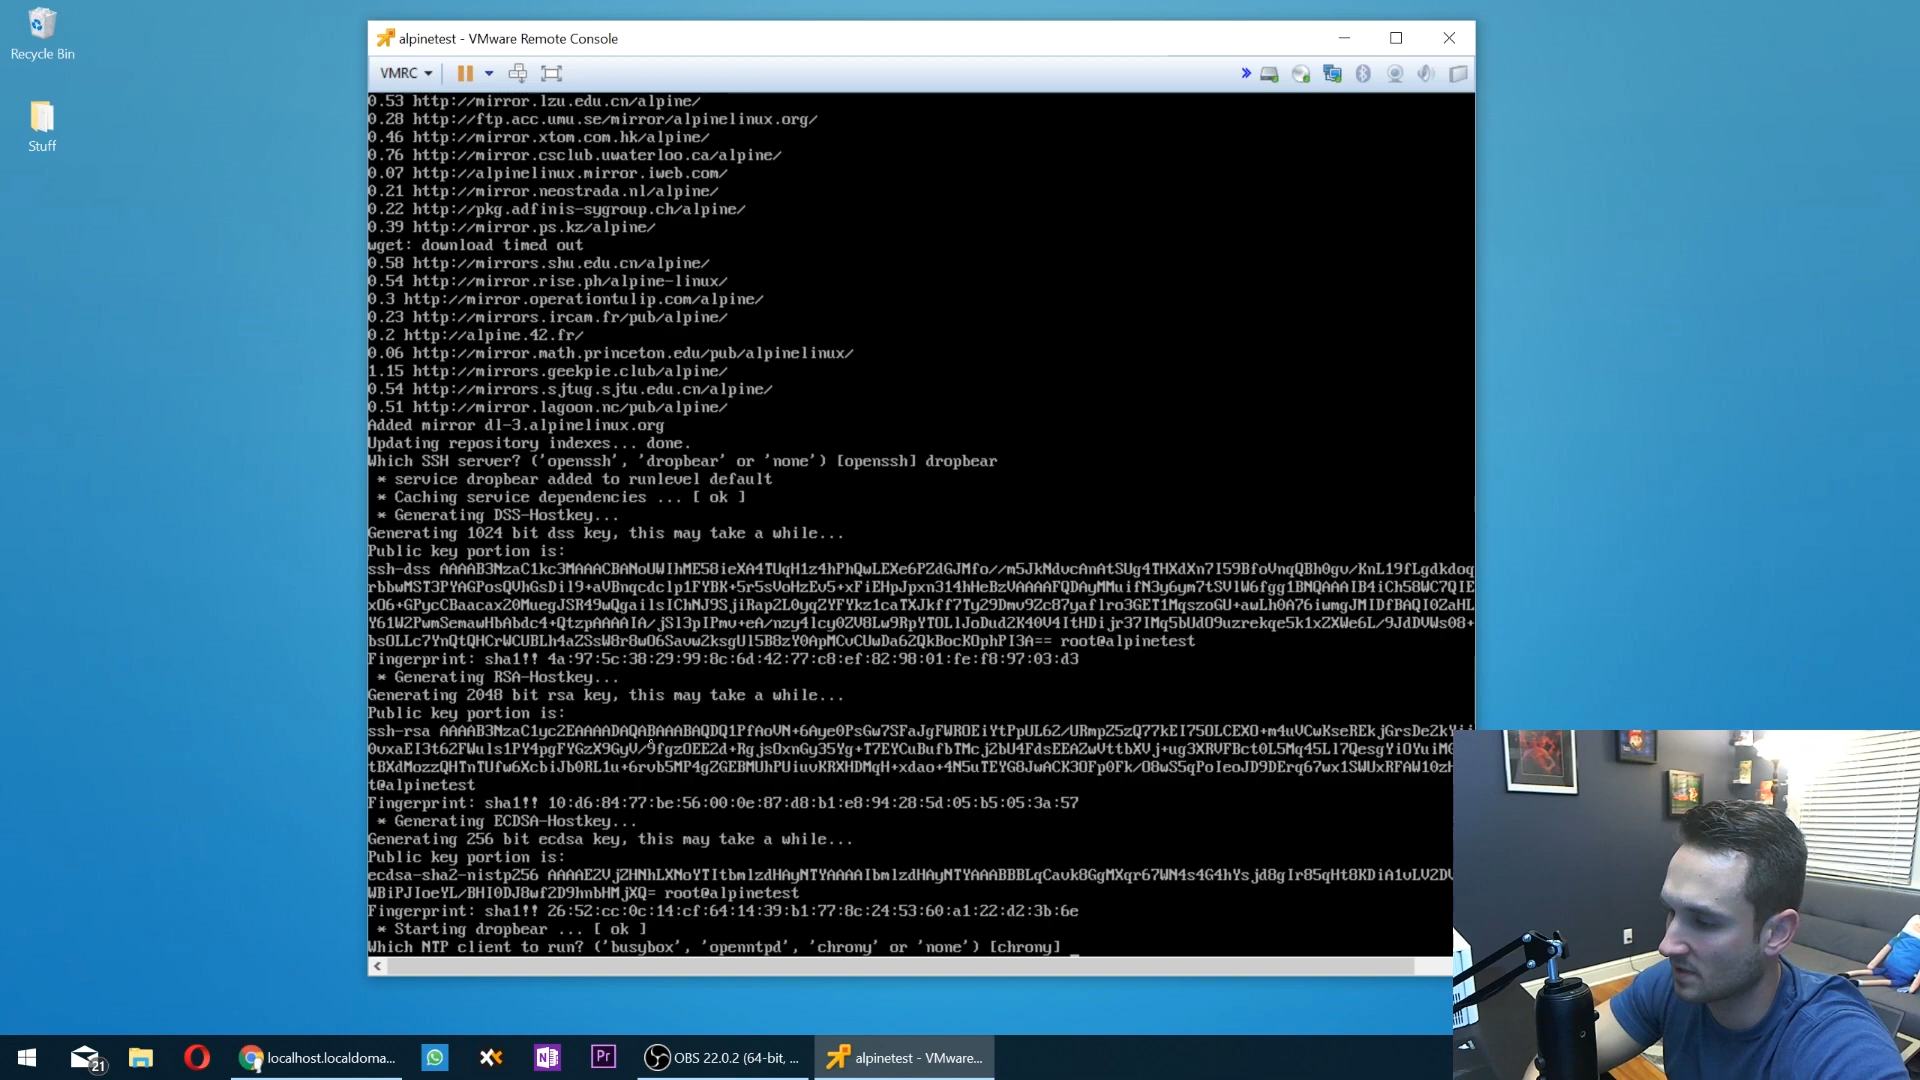 Recycle Bin
Stuff
alpinetest - VMware Remote Console
VMRC
0.53 http://mirror.lzu.edu.cn/alpine/
0.28 http://ftp.acc.umu.se/mirror/alpinelinux.org/
0.46 http://mirror.xtom.com.hk/alpine/
0.76 http://mirror.csclub.uwaterloo.ca/alpine/
0.07 http://alpinelinux.mirror.iweb.com/
0.21 http://mirror.neostrada.nl/alpine/
0.22 http://pkg.adfinis-sygroup.ch/alpine/
0.39 http://mirror.ps.kz/alpine/
wget: download timed out
0.58 http://mirrors.shu.edu.cn/alpine/
0.54 http://mirror.rise.ph/alpine-linux/
0.3 http://mirror.operationtulip.com/alpine/
0.23 http://mirrors.ircam.fr/pub/alpine/
0.2 http://alpine.42.fr/
0.06 http://mirror.math.princeton.edu/pub/alpinelinux/
1.15 http://mirrors.geekpie.club/alpine/
0.54 http://mirrors.sjtug.sjtu.edu.cn/alpine/
0.51 http://mirror.lagoon.nc/pub/alpine/
Added mirror dl-3.alpinelinux.org
Updating repository indexes... done.
Which SSH server? ('openssh', 'dropbear' or 'none') [openssh] dropbear
* service dropbear added to runlevel default
* Caching service dependencies ... [ ok ]
* Generating DSS-Hostkey...
Generating 1024 bit dss key, this may take a while...
Public key portion is:
ssh-dss
root@alpinetest
Fingerprint: sha1!! 4a:97:5c:38:29:99:8c:6d:42:77:c8:ef:82:98:01:fe:f8:97:03:d3
* Generating RSA-Hostkey...
Generating 2048 bit rsa key, this may take a while...
Public key portion is:
ssh-rsa
t@alpinetest
Fingerprint: sha1!! 10:d6:84:77:be:56:00:0e:87:d8:b1:e8:94:28:5d:05:b5:05:3a:57
* Generating ECDSA-Hostkey...
Generating 256 bit ecdsa key, this may take a while...
Public key portion is:
ecdsa-sha2-nistp256
root@alpinetest
Fingerprint: sha1!! 26:52:cc:0c:14:cf:64:14:39:b1:77:8c:24:53:60:a1:22:d2:3b:6e
* Starting dropbear ... [ ok ]
Which NTP client to run? ('busybox', 'openntpd', 'chrony' or 'none') [chrony] _
21
localhost.localdoma...
N
Pr
OBS 22.0.2 (64-bit, ...
alpinetest - VMware...